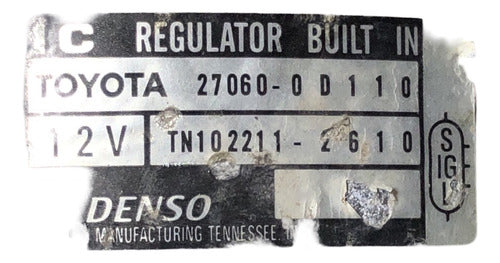 IC REGULATOR BUILT IN
TOYOTA 27060-0D110
12V TN102211-2610
S
IG
L
DENSO
MANUFACTURING TENNESSEE